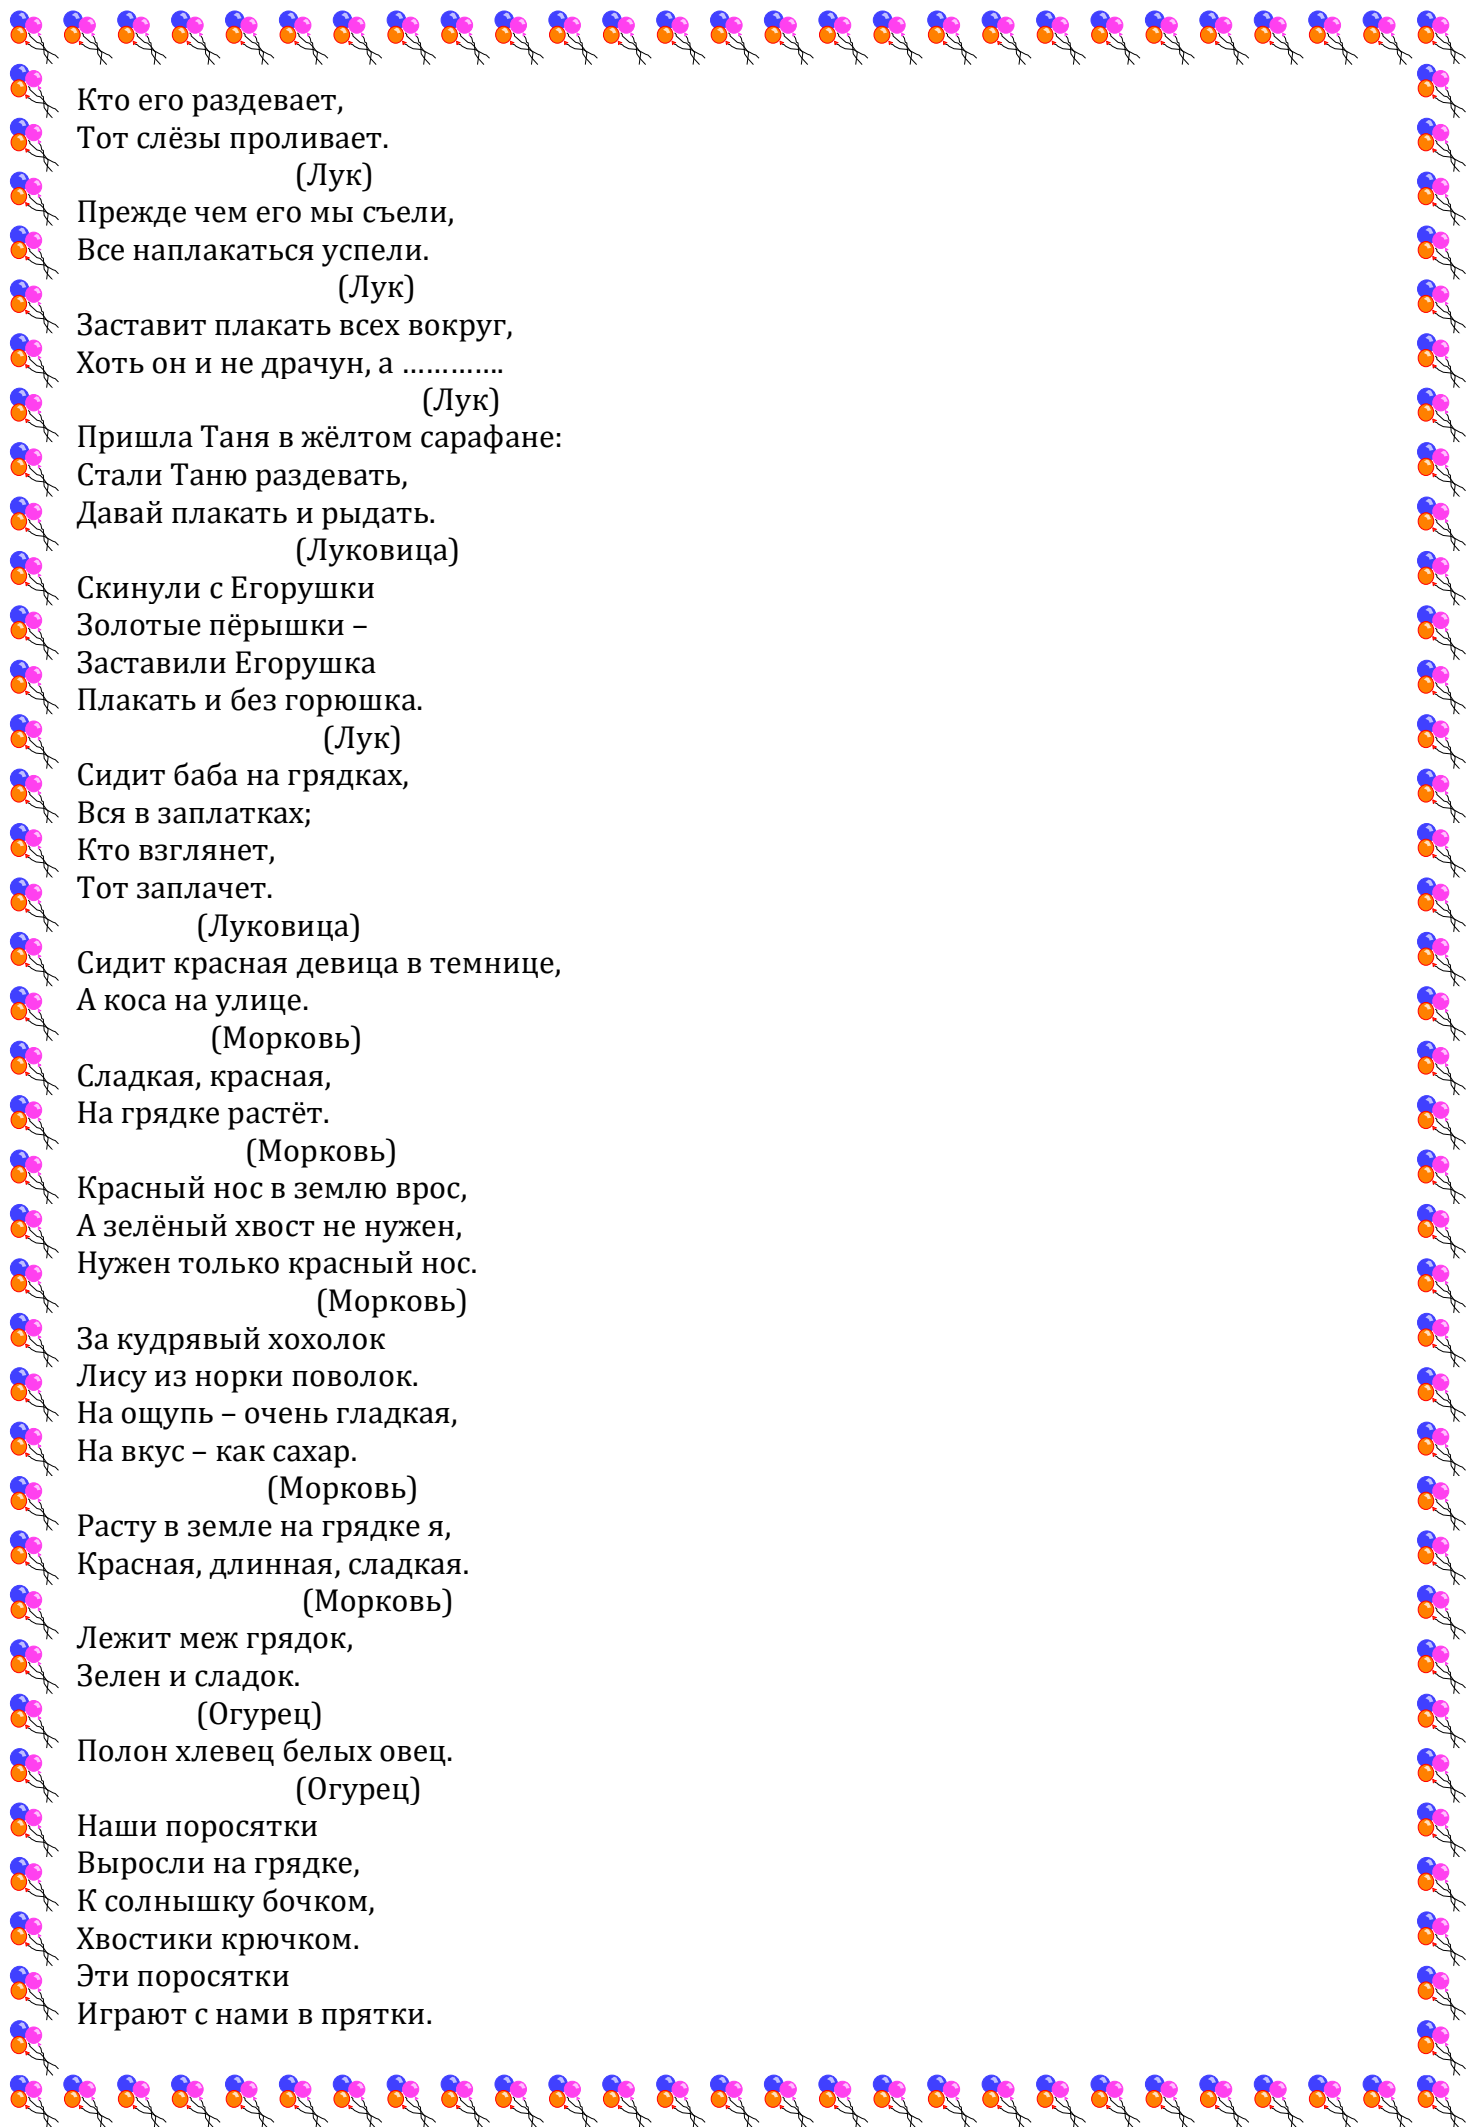 Кто его раздевает,
Тот слёзы проливает.
(Лук)
Прежде чем его мы съели,
Все наплакаться успели.
(Лук)
Заставит плакать всех вокруг,
Хоть он и не драчун, а ………….
(Лук)
Пришла Таня в жёлтом сарафане:
Стали Таню раздевать,
Давай плакать и рыдать.
(Луковица)
Скинули с Егорушки
Золотые пёрышки –
Заставили Егорушка
Плакать и без горюшка.
(Лук)
Сидит баба на грядках,
Вся в заплатках;
Кто взглянет,
Тот заплачет.
(Луковица)
Сидит красная девица в темнице,
А коса на улице.
(Морковь)
Сладкая, красная,
На грядке растёт.
(Морковь)
Красный нос в землю врос,
А зелёный хвост не нужен,
Нужен только красный нос.
(Морковь)
За кудрявый хохолок
Лису из норки поволок.
На ощупь – очень гладкая,
На вкус – как сахар.
(Морковь)
Расту в земле на грядке я,
Красная, длинная, сладкая.
(Морковь)
Лежит меж грядок,
Зелен и сладок.
(Огурец)
Полон хлевец белых овец.
(Огурец)
Наши поросятки
Выросли на грядке,
К солнышку бочком,
Хвостики крючком.
Эти поросятки
Играют с нами в прятки.